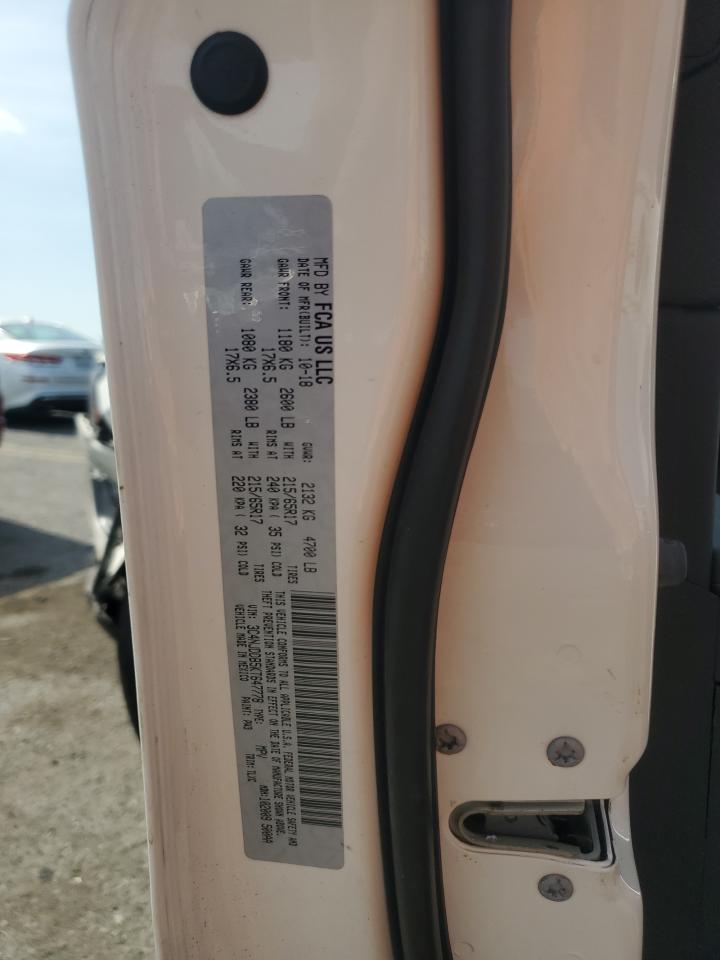 MFD BY FCA US LLC
DATE OF MFR(BUILT): 10-18 GVWR: 2132 KG 4700 LB
GAWR FRONT: 1180 KG 2600 LB WITH 215/65R17 TIRES
17X6.5 RIMS AT 240 KPA ( 35 PSI) COLD
GAWR REAR: 1080 KG 2380 LB WITH 215/65R17 TIRES
17X6.5 RIMS AT 220 KPA ( 32 PSI) COLD
THIS VEHICLE CONFORMS TO ALL APPLICABLE U.S.A. FEDERAL MOTOR VEHICLE SAFETY AND
THEFT PREVENTION STANDARDS IN EFFECT ON THE DATE OF MANUFACTURE SHOWN ABOVE.
VIN: 3C4NJDDB5KT647778 TYPE: MPV MDH: 102009 500AA
VEHICLE MADE IN MEXICO PAINT: PW3 TRIM: TLXC